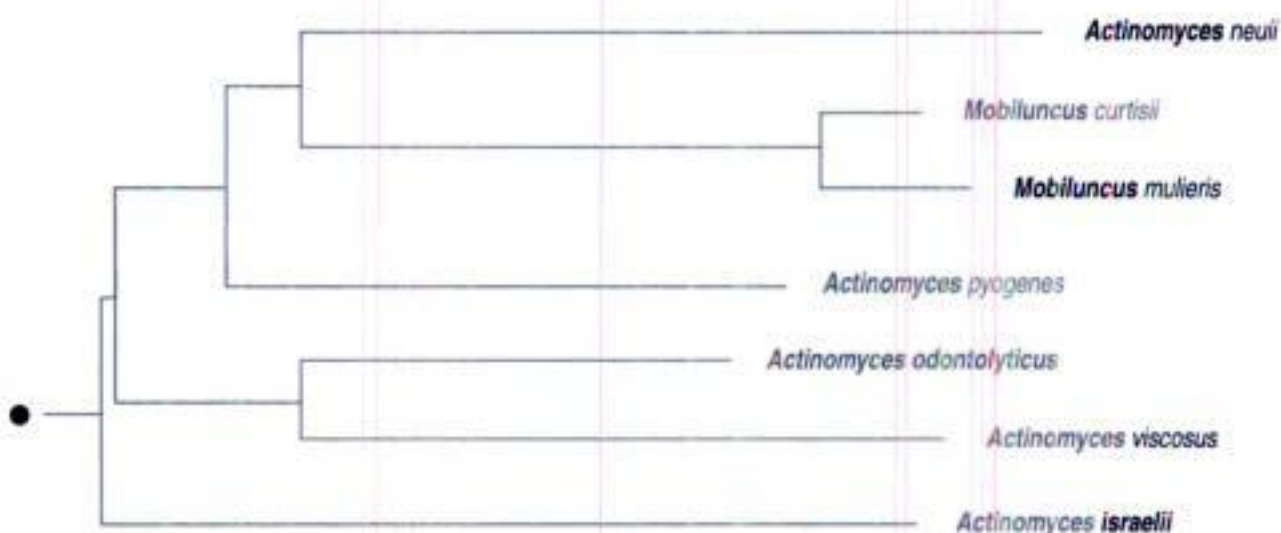 Actinomyces neuii
Mobiluncus curtisii
Mobiluncus mulieris
Actinomyces pyogenes
Actinomyces odontolyticus
Actinomyces viscosus
Actinomyces israelii